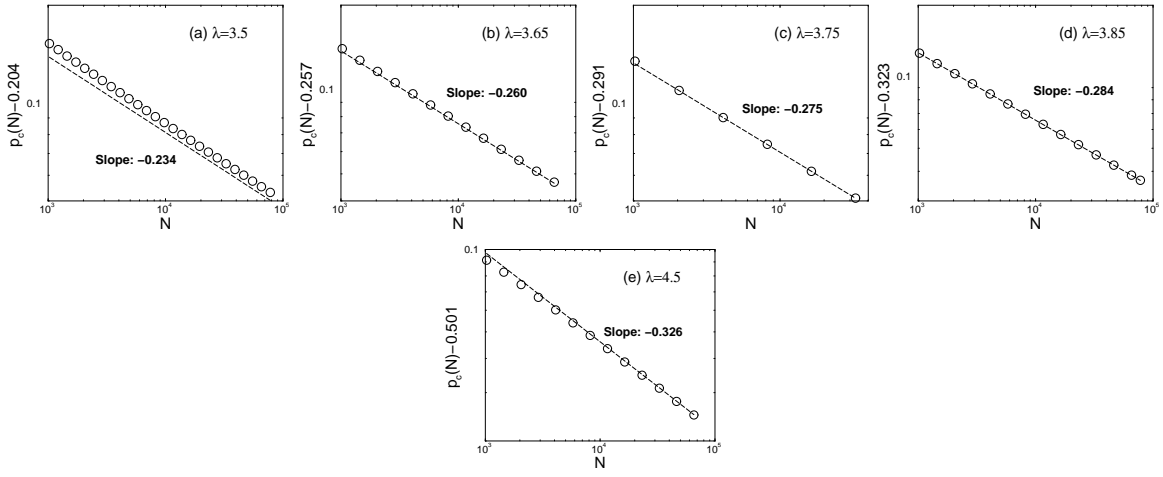 (a) λ=3.5
p_c(N)−0.204
0.1
Slope: −0.234
10^3
10^4
10^5
N
(b) λ=3.65
p_c(N)−0.257
0.1
Slope: −0.260
10^3
10^4
10^5
N
(c) λ=3.75
p_c(N)−0.291
Slope: −0.275
10^3
10^4
N
(d) λ=3.85
p_c(N)−0.323
0.1
Slope: −0.284
10^3
10^4
10^5
N
(e) λ=4.5
p_c(N)−0.501
0.1
Slope: −0.326
10^3
10^4
10^5
N